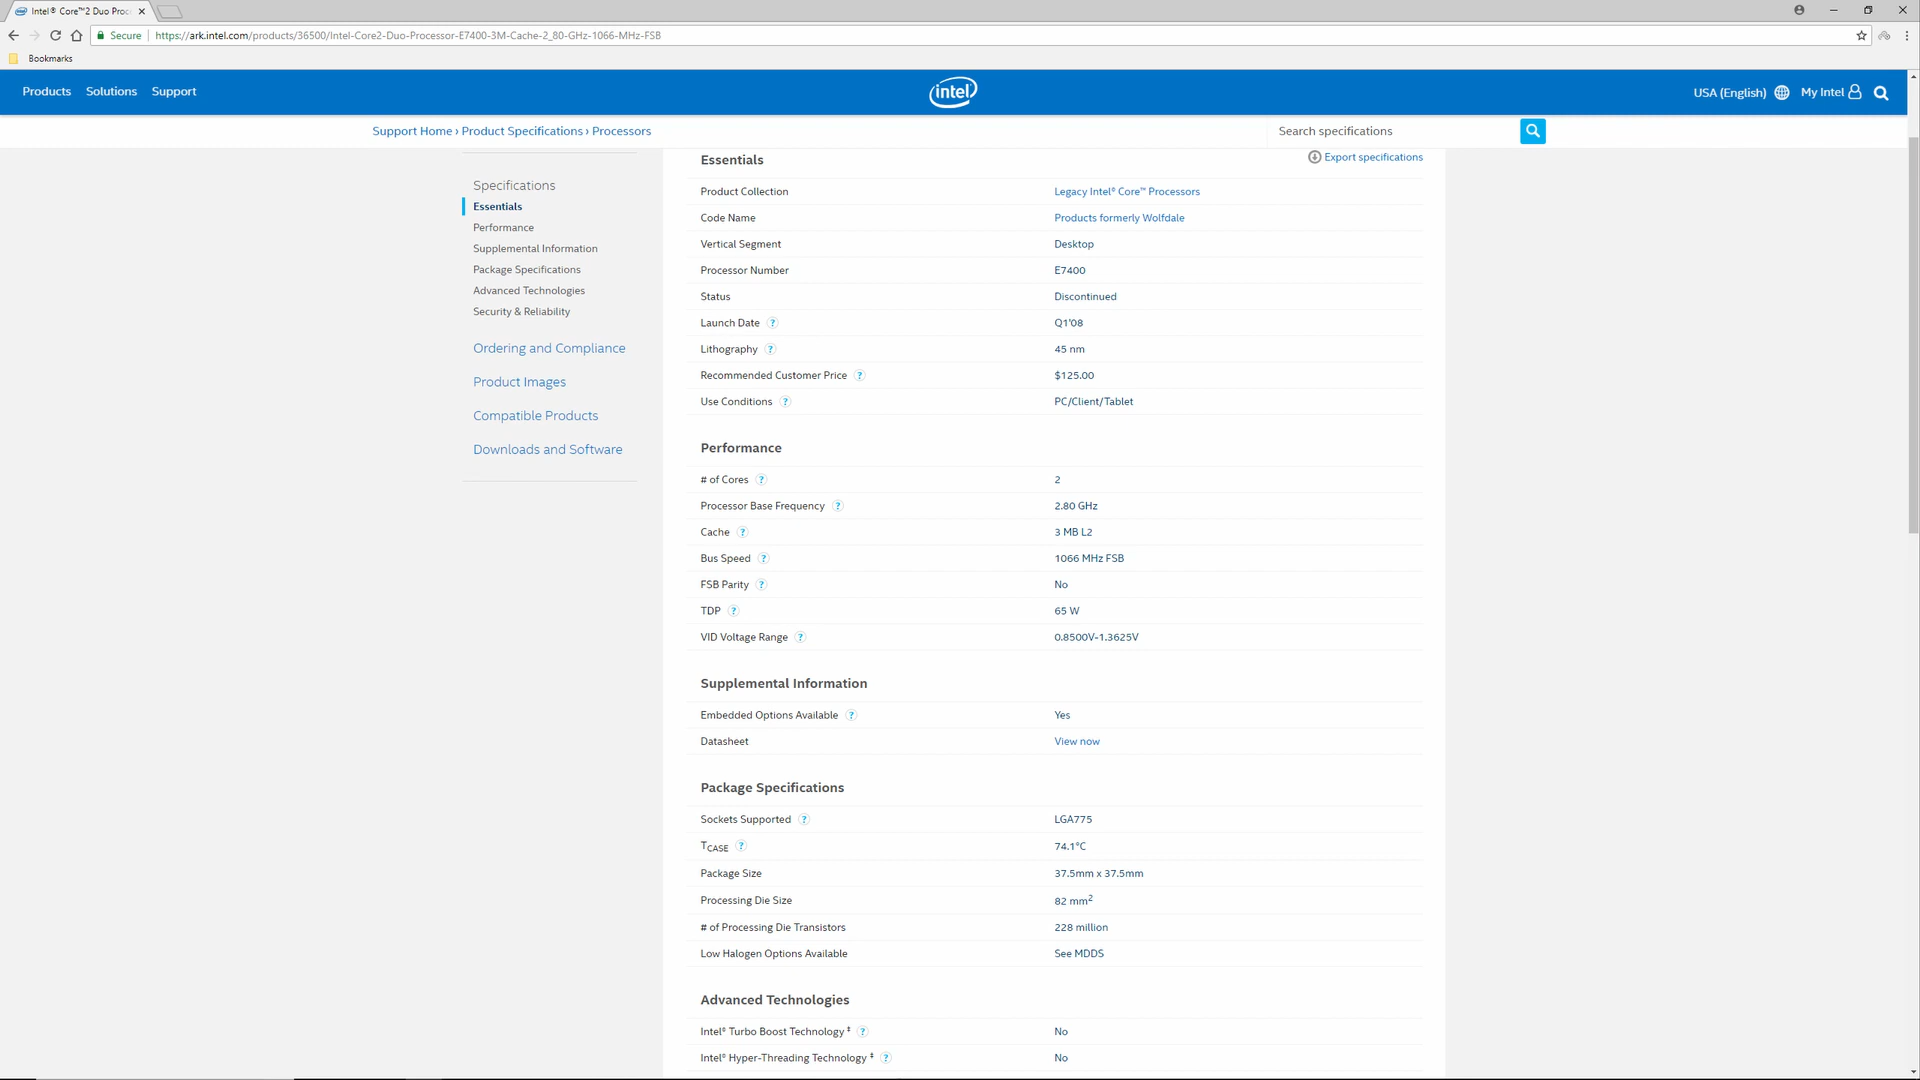 Intel® Core™2 Duo Proc
Secure https://ark.intel.com/products/36500/Intel-Core2-Duo-Processor-E7400-3M-Cache-2_80-GHz-1066-MHz-FSB
Bookmarks
Products Solutions Support
intel
USA (English) My Intel
Support Home › Product Specifications › Processors
Search specifications
Specifications
Essentials
Performance
Supplemental Information
Package Specifications
Advanced Technologies
Security & Reliability
Ordering and Compliance
Product Images
Compatible Products
Downloads and Software
Essentials
Export specifications
Product Collection Legacy Intel® Core™ Processors
Code Name Products formerly Wolfdale
Vertical Segment Desktop
Processor Number E7400
Status Discontinued
Launch Date ? Q1'08
Lithography ? 45 nm
Recommended Customer Price ? $125.00
Use Conditions ? PC/Client/Tablet
Performance
# of Cores ? 2
Processor Base Frequency ? 2.80 GHz
Cache ? 3 MB L2
Bus Speed ? 1066 MHz FSB
FSB Parity ? No
TDP ? 65 W
VID Voltage Range ? 0.8500V-1.3625V
Supplemental Information
Embedded Options Available ? Yes
Datasheet View now
Package Specifications
Sockets Supported ? LGA775
TCASE ? 74.1°C
Package Size 37.5mm x 37.5mm
Processing Die Size 82 mm²
# of Processing Die Transistors 228 million
Low Halogen Options Available See MDDS
Advanced Technologies
Intel® Turbo Boost Technology ‡ ? No
Intel® Hyper-Threading Technology ‡ ? No